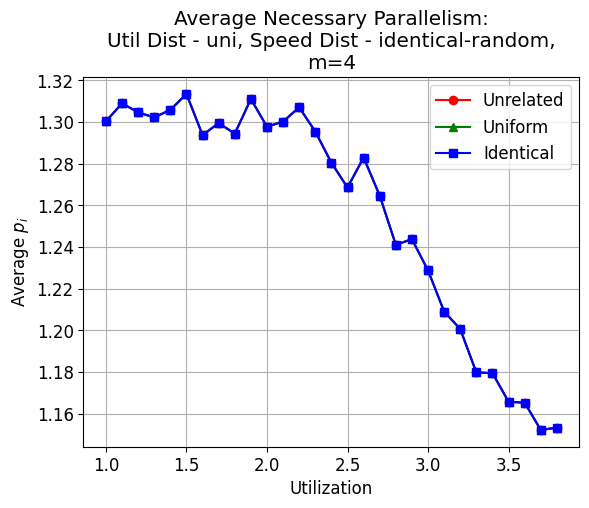 Average Necessary Parallelism:
Util Dist - uni, Speed Dist - identical-random,
m=4
Unrelated
Uniform
Identical
1.32
1.30
1.28
1.26
1.24
1.22
1.20
1.18
1.16
Average $p_i$
1.0 1.5 2.0 2.5 3.0 3.5
Utilization